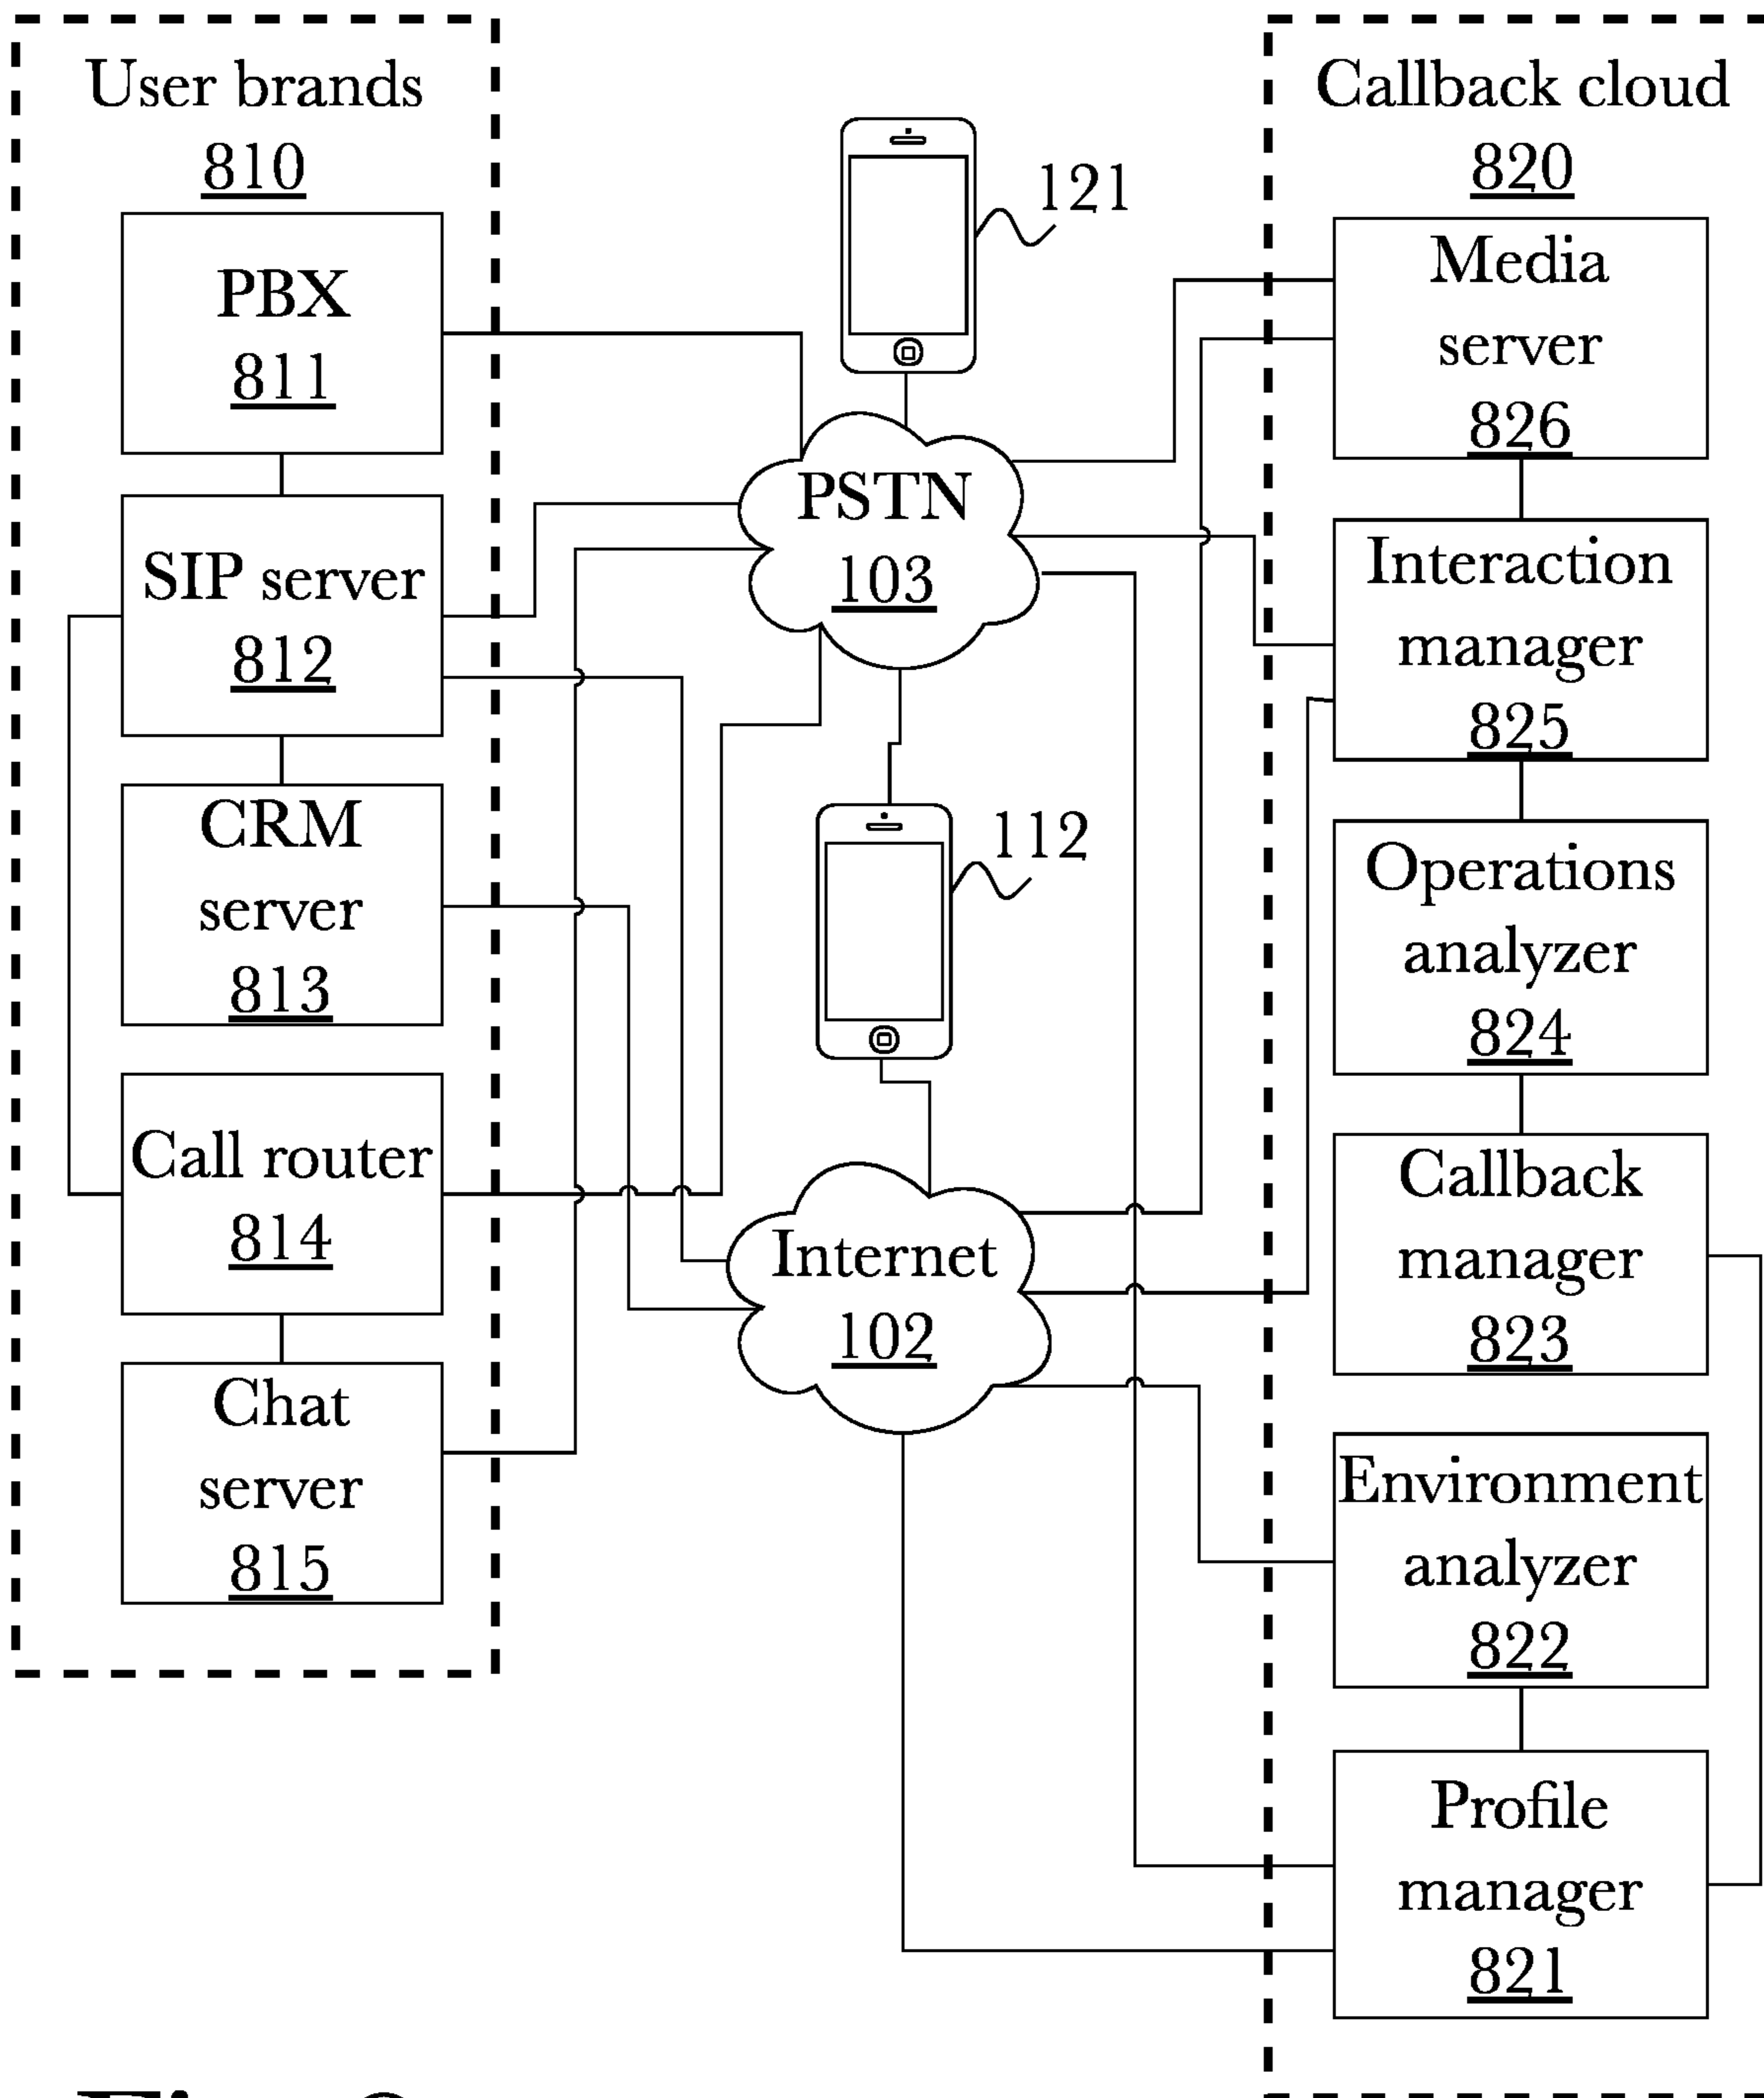 User brands
810
PBX
811
SIP server
812
CRM
server
813
Call router
814
Chat
server
815
121
PSTN
103
112
Internet
102
Callback cloud
820
Media
server
826
Interaction
manager
825
Operations
analyzer
824
Callback
manager
823
Environment
analyzer
822
Profile
manager
821